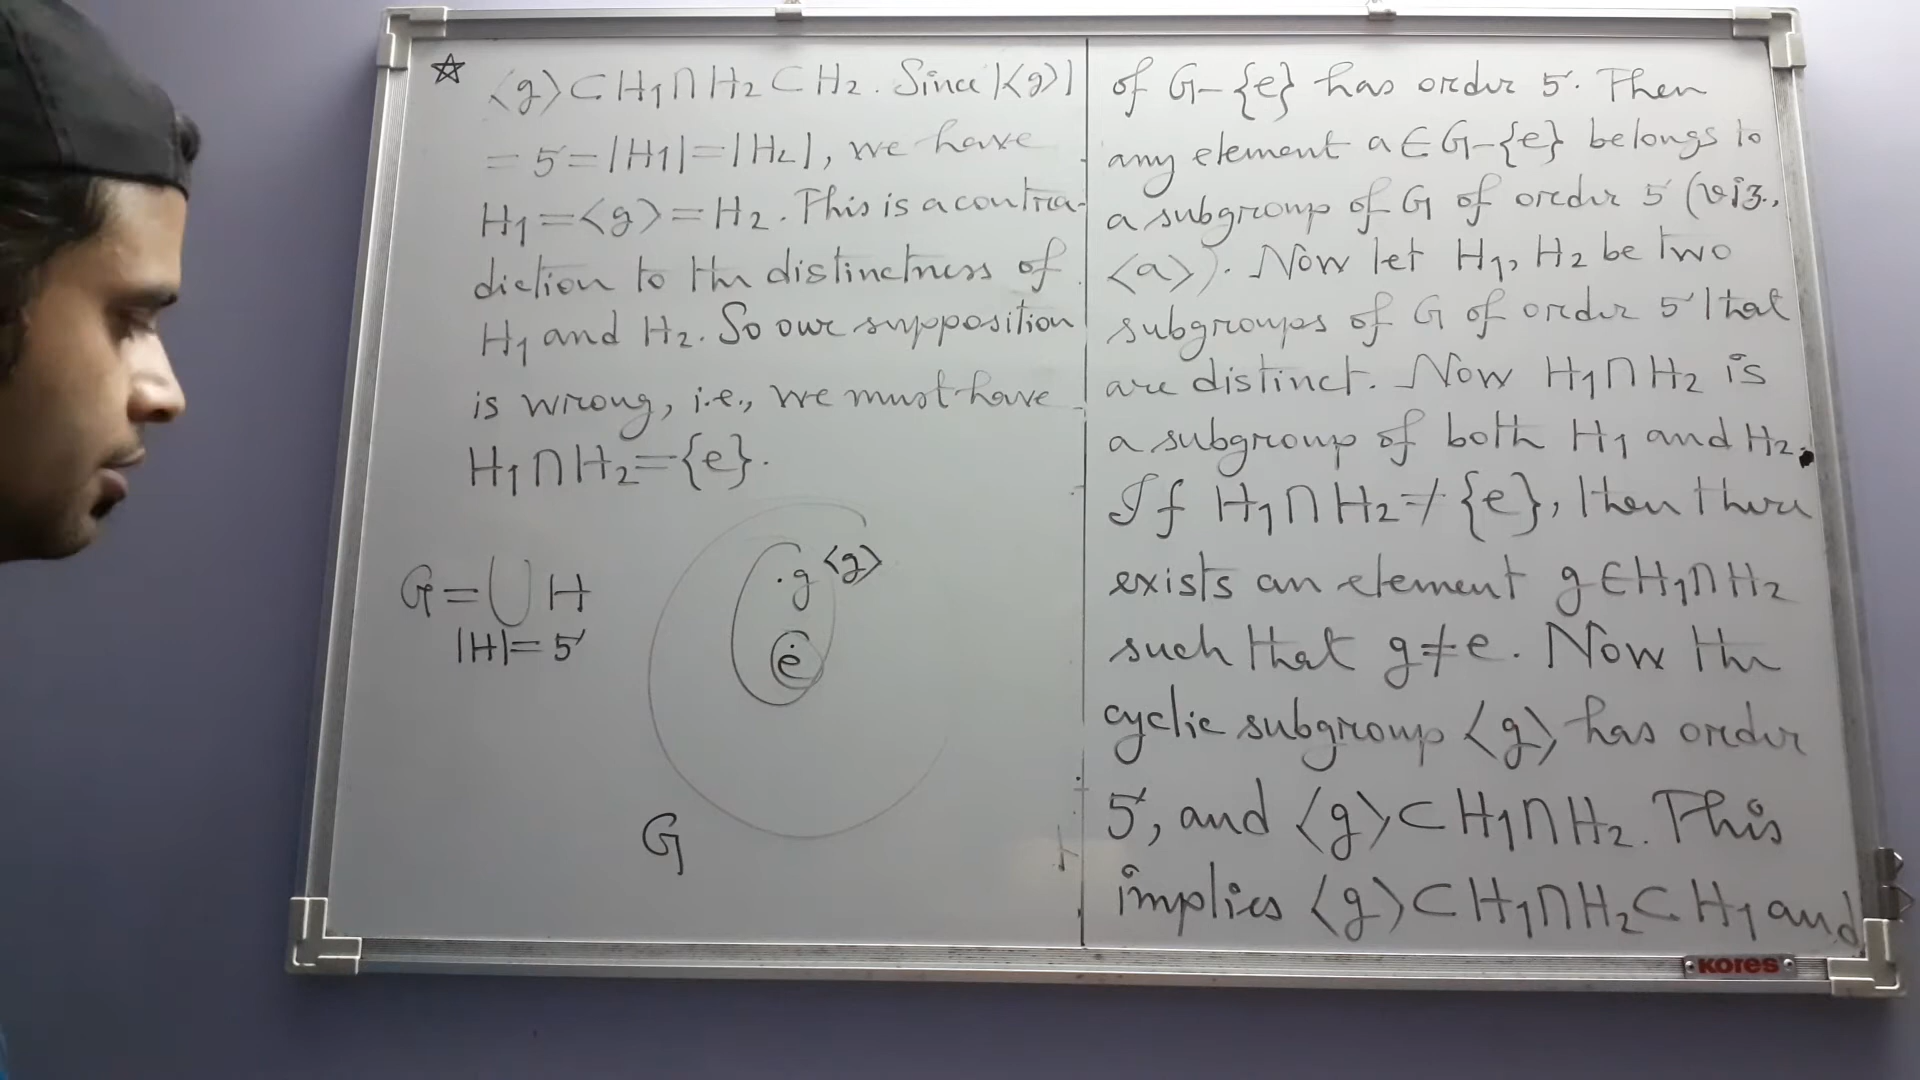 ☆ ⟨g⟩ ⊂ H₁ ∩ H₂ ⊂ H₂. Since |⟨g⟩|
= 5 = |H₁| = |H₂|, we have
H₁ = ⟨g⟩ = H₂. This is a contra-
diction to the distinctness of
H₁ and H₂. So our supposition
is wrong, i.e., we must have
H₁ ∩ H₂ = {e}.
G = ⋃ H
|H| = 5
.g ⟨g⟩
e
G
of G-{e} has order 5. Then
any element a ∈ G-{e} belongs to
a subgroup of G of order 5 (viz.,
⟨a⟩). Now let H₁, H₂ be two
subgroups of G of order 5 that
are distinct. Now H₁ ∩ H₂ is
a subgroup of both H₁ and H₂.
If H₁ ∩ H₂ ≠ {e}, then there
exists an element g ∈ H₁ ∩ H₂
such that g ≠ e. Now the
cyclic subgroup ⟨g⟩ has order
5, and ⟨g⟩ ⊂ H₁ ∩ H₂. This
implies ⟨g⟩ ⊂ H₁ ∩ H₂ ⊂ H₁ and
KORES